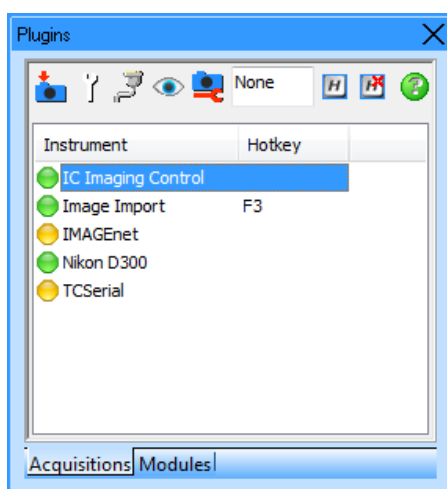 Plugins
None H H ?
Instrument Hotkey
IC Imaging Control
Image Import F3
IMAGEnet
Nikon D300
TCSerial
Acquisitions Modules